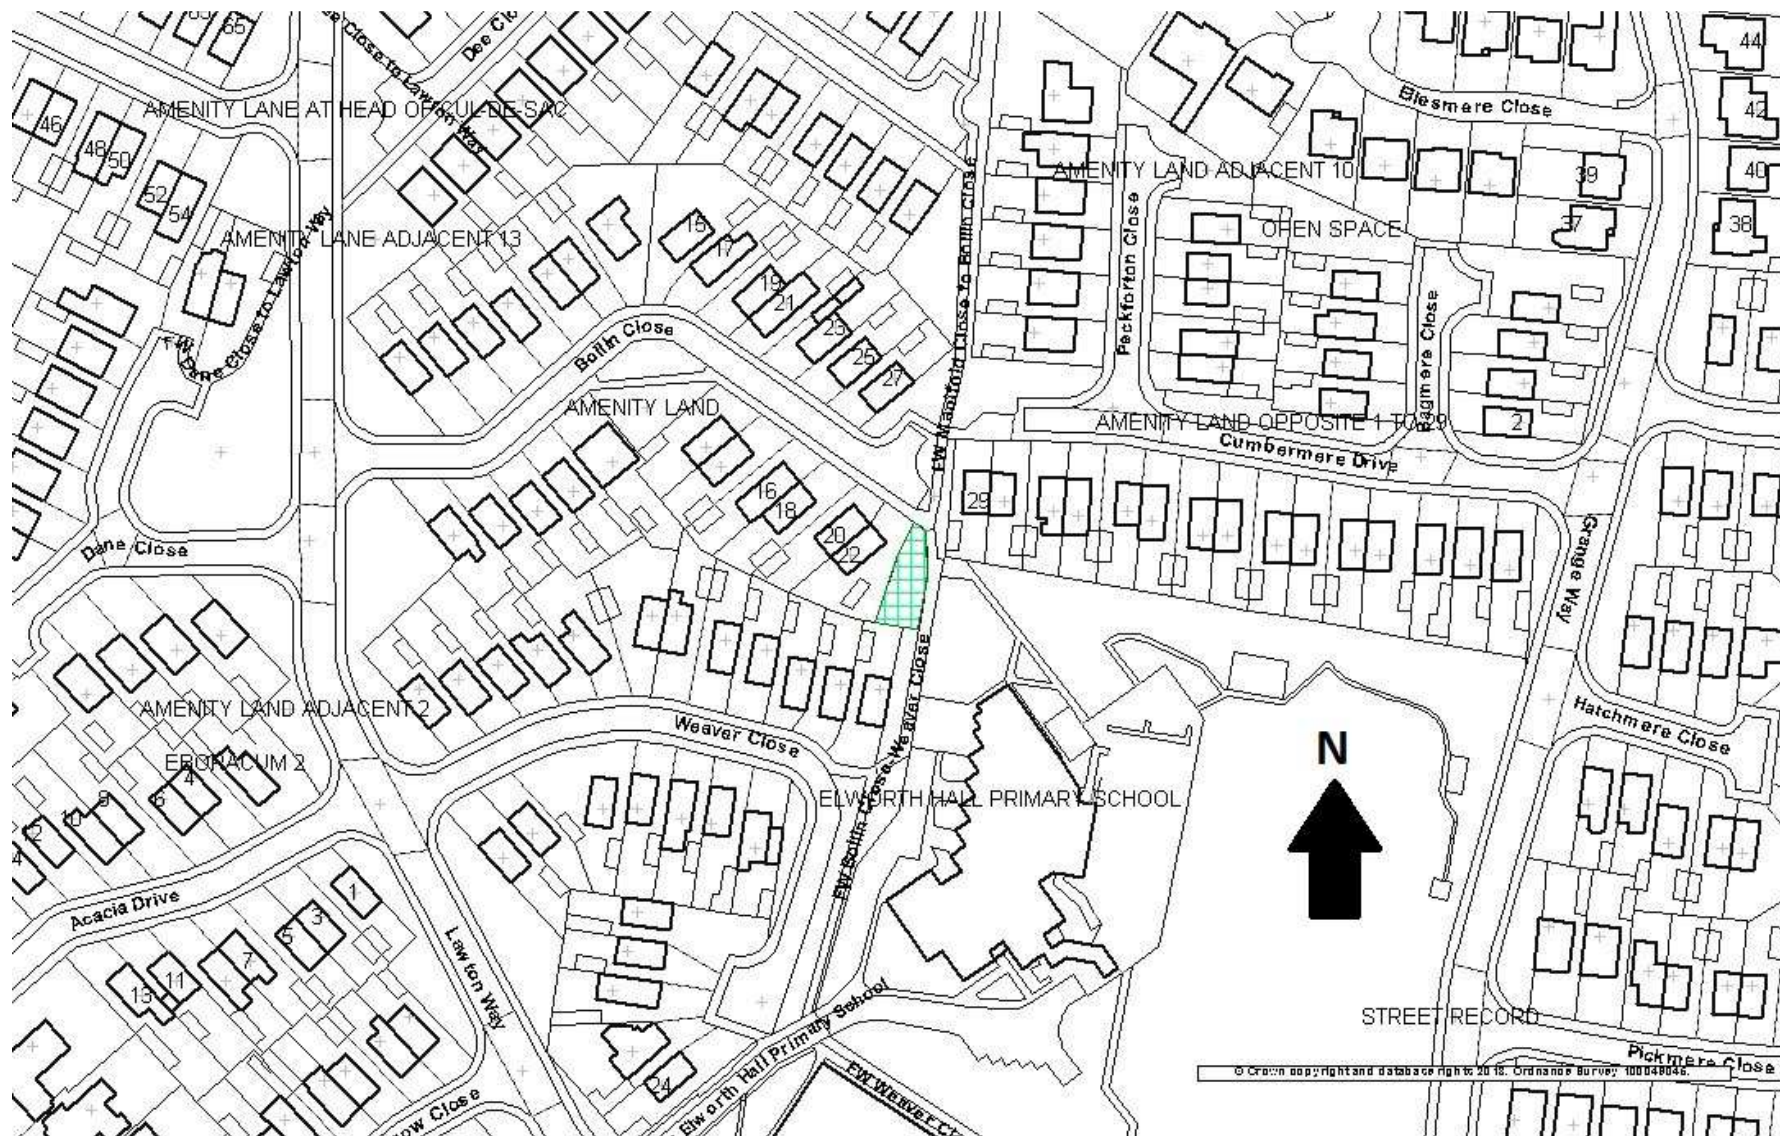 63
65
Close to Lawton Way
Dee Clo
Ellesmere Close
44
42
AMENITY LANE AT HEAD OF CUL-DE-SAC
46
48
50
52
54
AMENITY LAND ADJACENT 10
39
40
37
38
OPEN SPACE
AMENITY LANE ADJACENT 13
15
17
19
21
23
25
27
FW Dane Close to Lawton Way
FW Manifold Close to Bollin Close
Peckforton Close
Bagmere Close
Bollin Close
AMENITY LAND
AMENITY LAND OPPOSITE 1 TO 29
2
Cumbermere Drive
16
18
20
22
29
Dane Close
Grange Way
Hatchmere Close
Weaver Close
FW Bollin Close-Weaver Close
AMENITY LAND ADJACENT 2
EBORACUM 2
4
6
8
10
12
14
ELWORTH HALL PRIMARY SCHOOL
N
Acacia Drive
1
3
5
7
11
13
Lawton Way
24
Elworth Hall Primary School
FW Weaver Cl
ow Close
STREET RECORD
Pickmere Close
© Crown copyright and database rights 2018. Ordnance Survey 100049046.